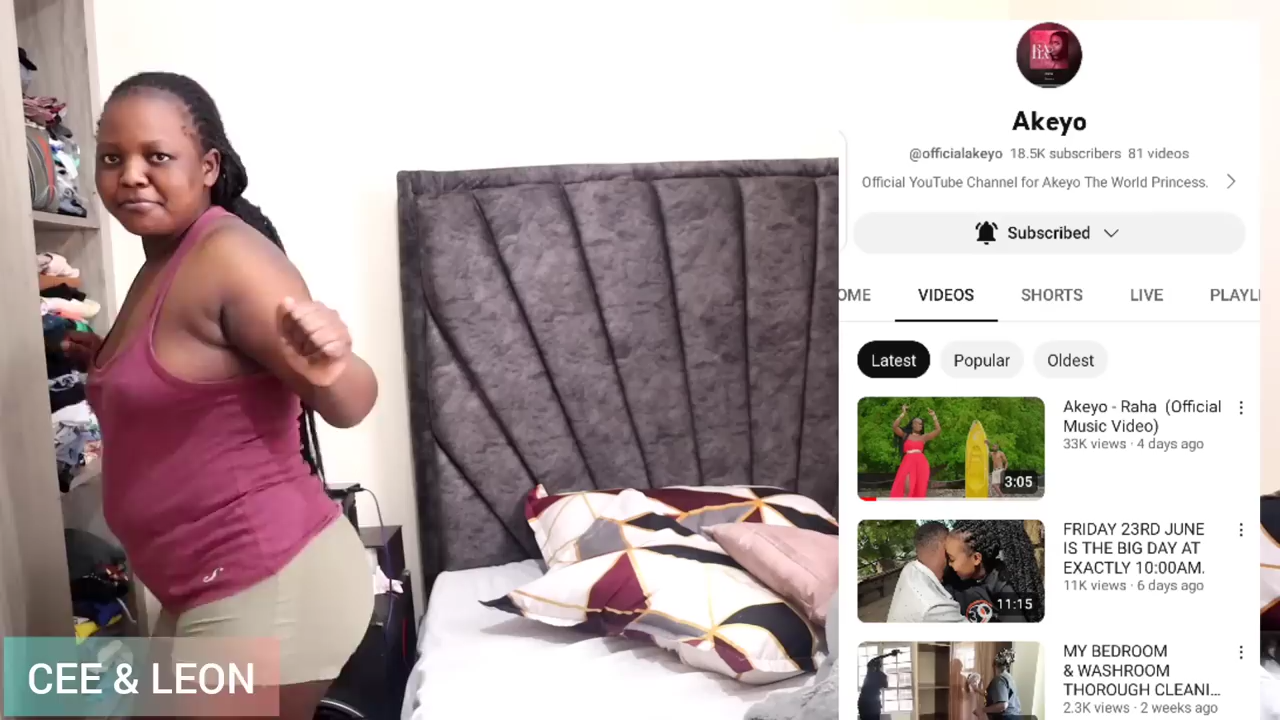 CEE & LEON
Akeyo
@officialakeyo 18.5K subscribers 81 videos
Official YouTube Channel for Akeyo The World Princess.
Subscribed
OME VIDEOS SHORTS LIVE PLAYLI
Latest Popular Oldest
Akeyo - Raha (Official
Music Video)
33K views · 4 days ago
3:05
FRIDAY 23RD JUNE
IS THE BIG DAY AT
EXACTLY 10:00AM.
11K views · 6 days ago
11:15
MY BEDROOM
& WASHROOM
THOROUGH CLEANI...
2.3K views · 2 weeks ago